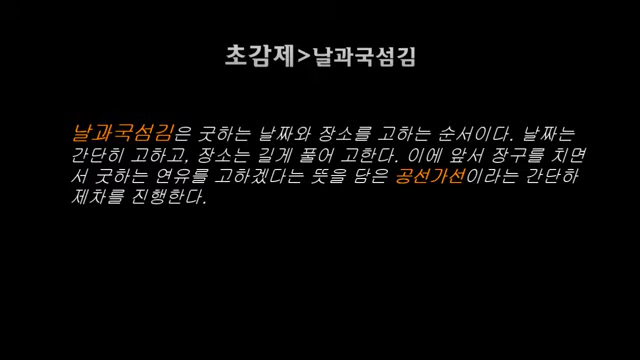 초감제>날과국섬김
날과국섬김은 굿하는 날짜와 장소를 고하는 순서이다. 날짜는
간단히 고하고, 장소는 길게 풀어 고한다. 이에 앞서 장구를 치면
서 굿하는 연유를 고하겠다는 뜻을 담은 공선가선이라는 간단하
제차를 진행한다.